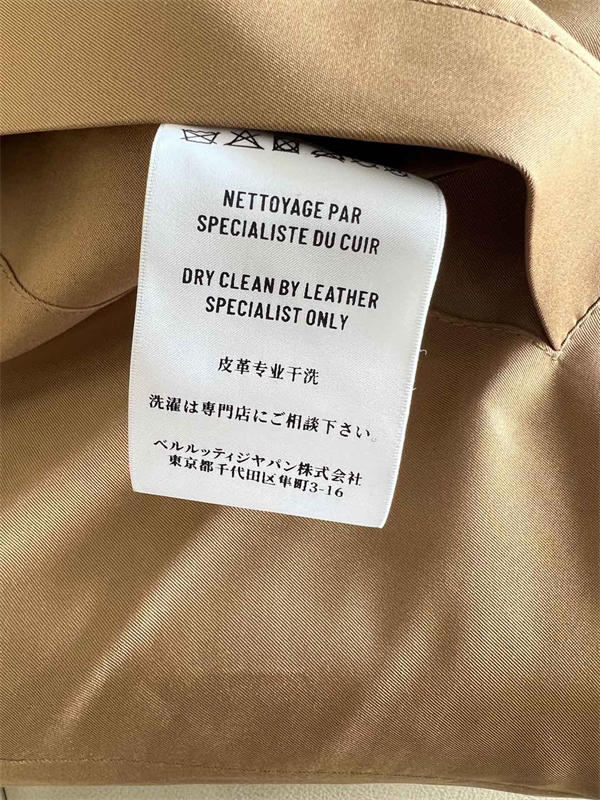 NETTOYAGE PAR
SPECIALISTE DU CUIR
DRY CLEAN BY LEATHER
SPECIALIST ONLY
皮革专业干洗
洗濯は専門店にご相談下さい。
ベルルッティジャパン株式会社
東京都千代田区隼町3-16